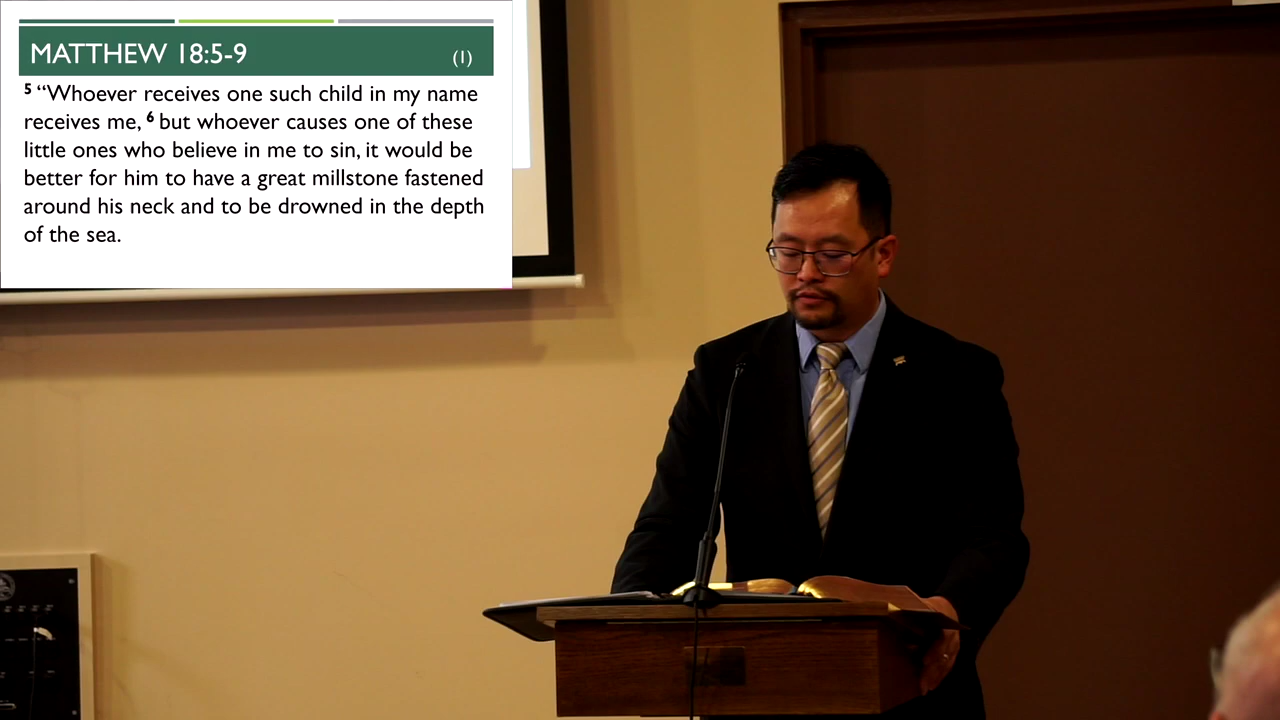 MATTHEW 18:5-9 (1)
5 “Whoever receives one such child in my name
receives me, 6 but whoever causes one of these
little ones who believe in me to sin, it would be
better for him to have a great millstone fastened
around his neck and to be drowned in the depth
of the sea.